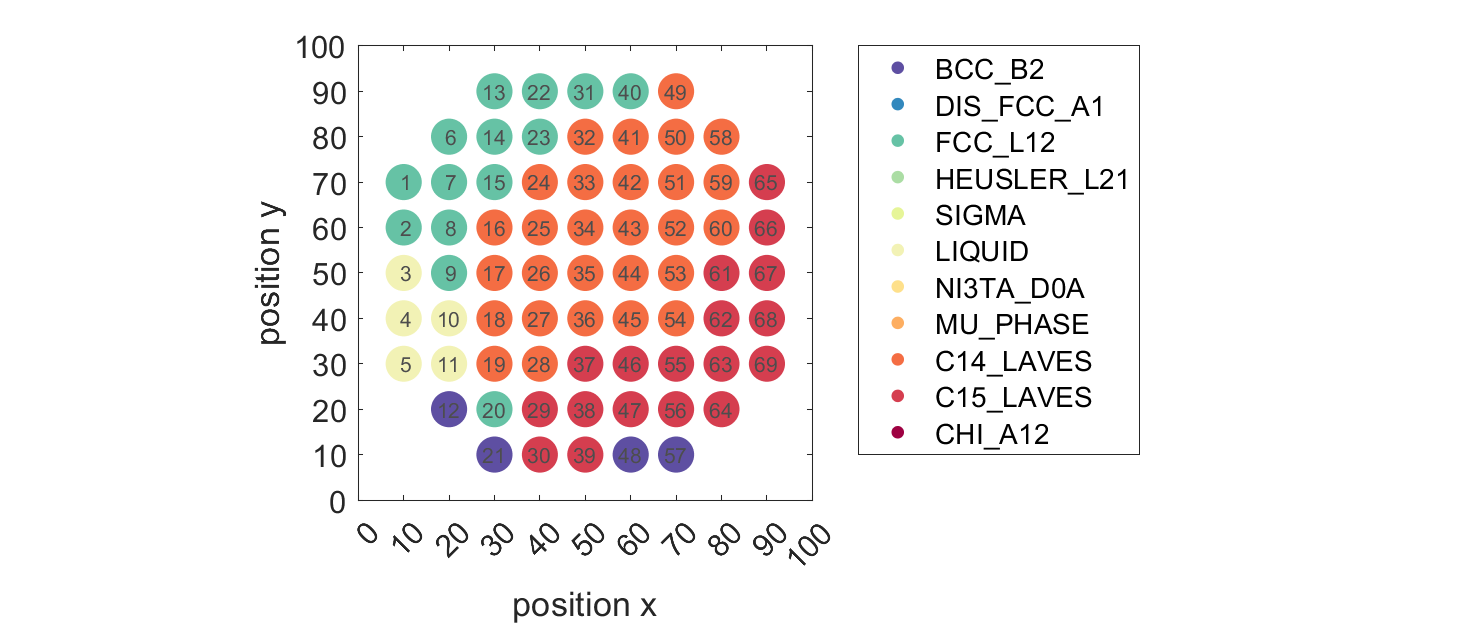 100
90
80
70
60
50
40
30
20
10
0
position y
13 22 31 40 49
6 14 23 32 41 50 58
1 7 15 24 33 42 51 59 65
2 8 16 25 34 43 52 60 66
3 9 17 26 35 44 53 61 67
4 10 18 27 36 45 54 62 68
5 11 19 28 37 46 55 63 69
12 20 29 38 47 56 64
21 30 39 48 57
0 10 20 30 40 50 60 70 80 90 100
position x
BCC_B2
DIS_FCC_A1
FCC_L12
HEUSLER_L21
SIGMA
LIQUID
NI3TA_D0A
MU_PHASE
C14_LAVES
C15_LAVES
CHI_A12